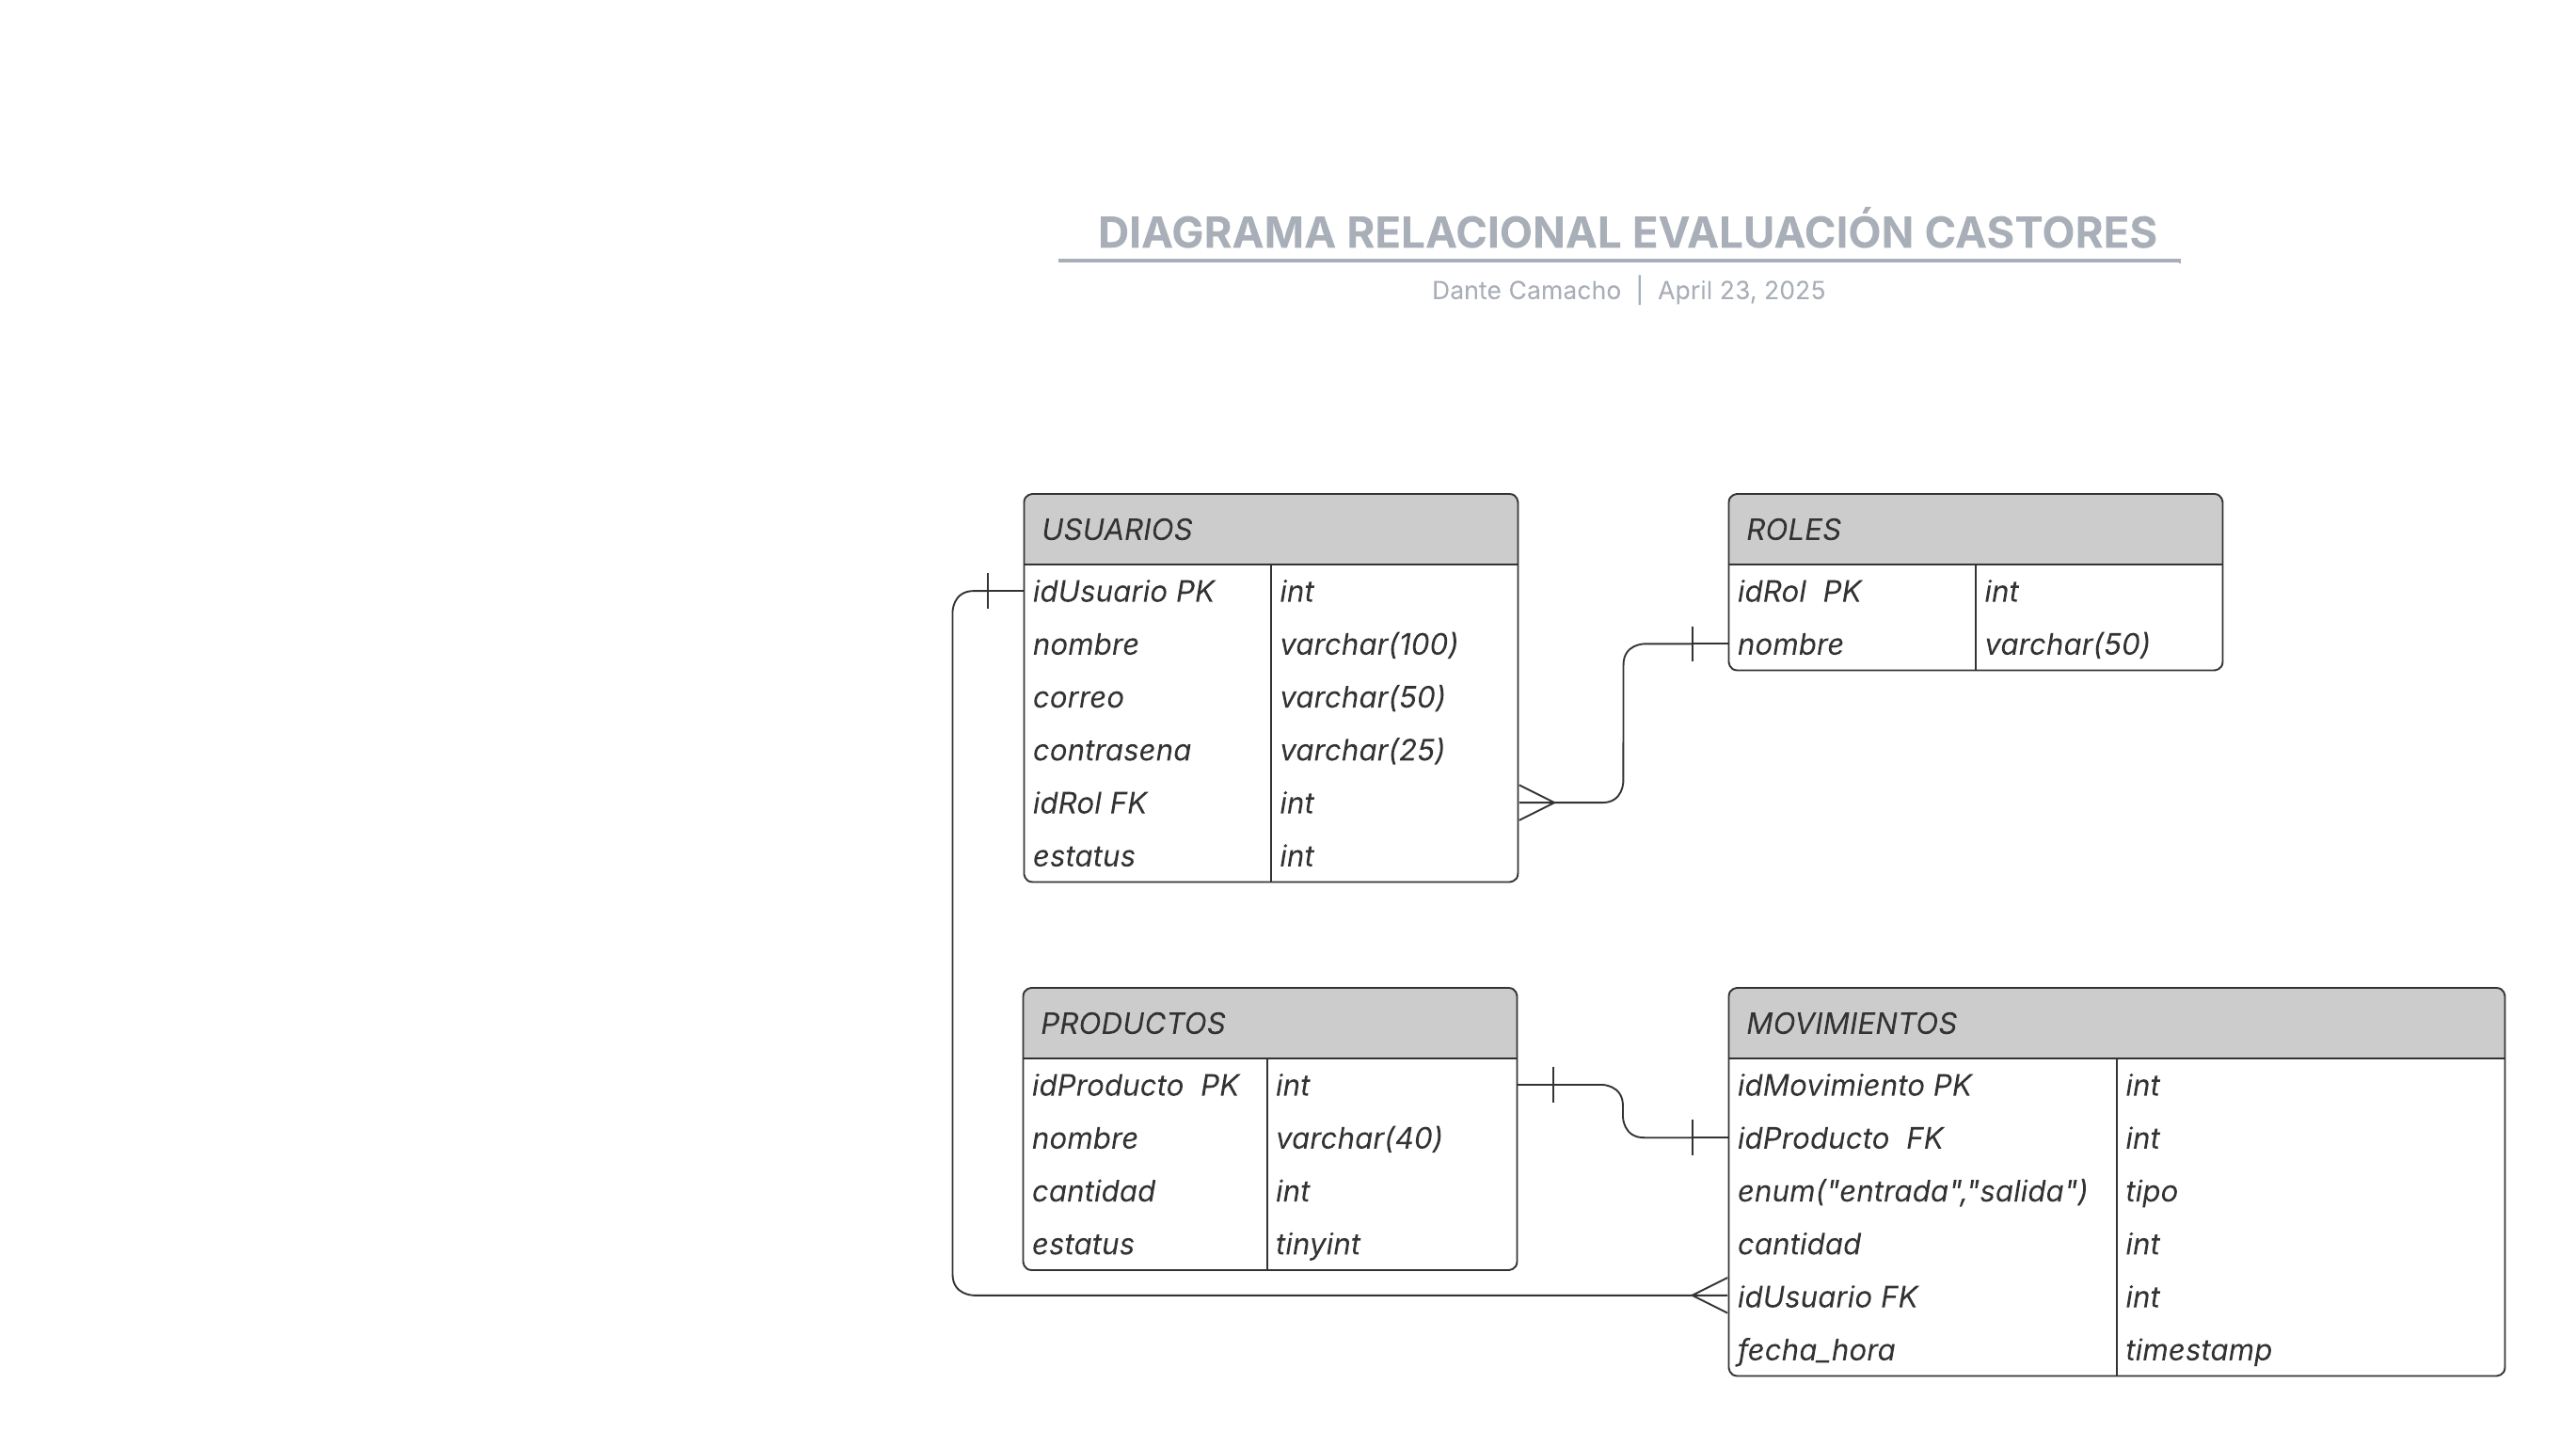 DIAGRAMA RELACIONAL EVALUACIÓN CASTORES
Dante Camacho | April 23, 2025
USUARIOS
idUsuario PK int
nombre varchar(100)
correo varchar(50)
contrasena varchar(25)
idRol FK int
estatus int
ROLES
idRol PK int
nombre varchar(50)
PRODUCTOS
idProducto PK int
nombre varchar(40)
cantidad int
estatus tinyint
MOVIMIENTOS
idMovimiento PK int
idProducto FK int
enum("entrada","salida") tipo
cantidad int
idUsuario FK int
fecha_hora timestamp